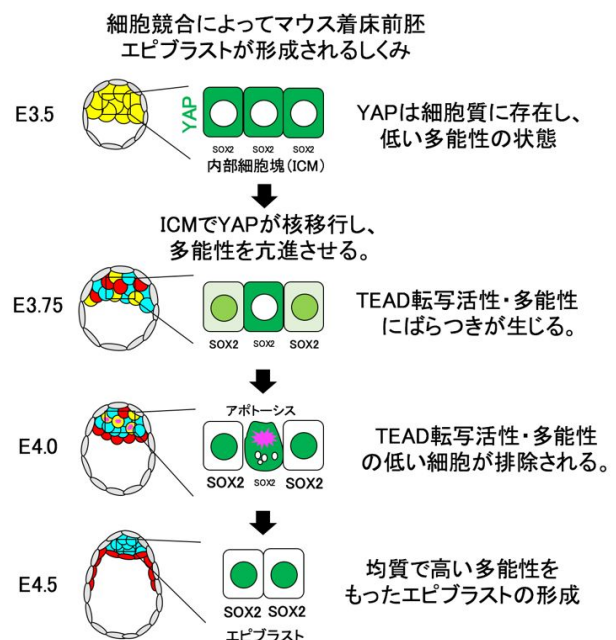 細胞競合によってマウス着床前胚
エピブラストが形成されるしくみ
E3.5
YAP
SOX2 SOX2 SOX2
内部細胞塊(ICM)
YAPは細胞質に存在し、
低い多能性の状態
ICMでYAPが核移行し、
多能性を亢進させる。
E3.75
SOX2 SOX2 SOX2
TEAD転写活性・多能性
にばらつきが生じる。
E4.0
アポトーシス
SOX2 SOX2 SOX2
TEAD転写活性・多能性
の低い細胞が排除される。
E4.5
SOX2 SOX2
エピブラスト
均質で高い多能性を
もったエピブラストの形成